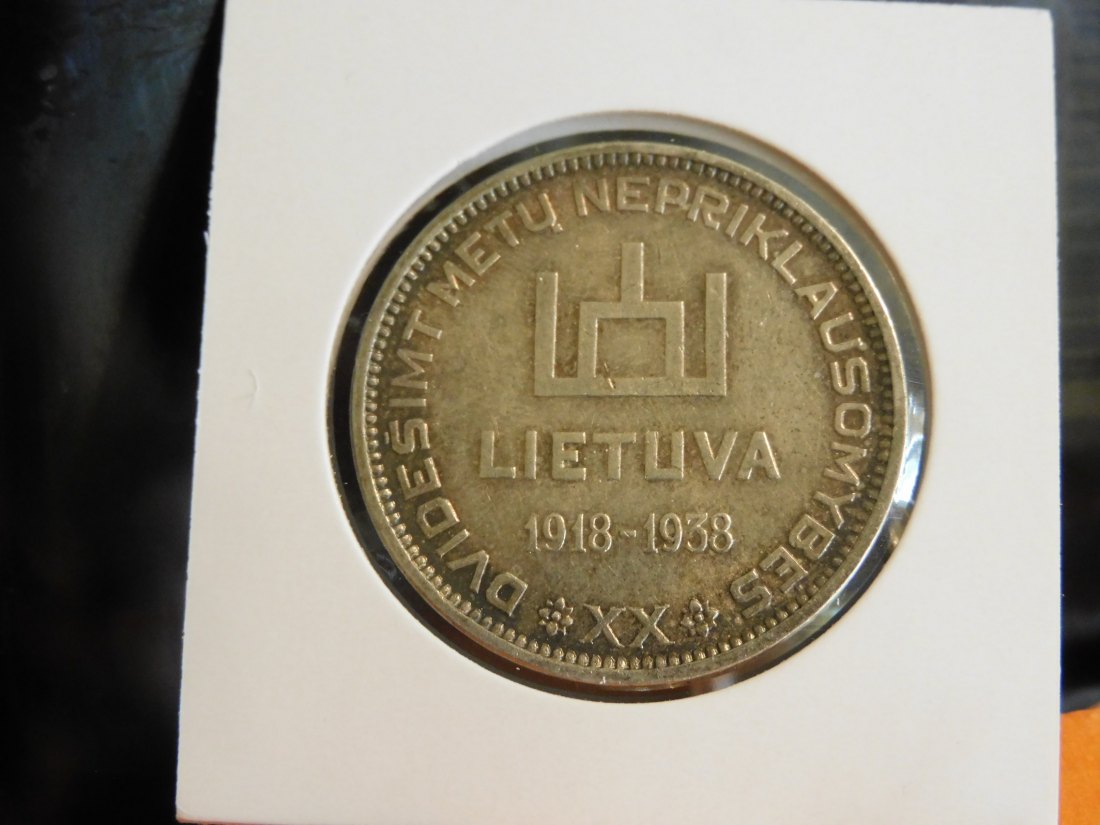 DVIDEŠIMT METŲ NEPRIKLAUSOMYBĖS
LIETUVA
1918-1938
XX